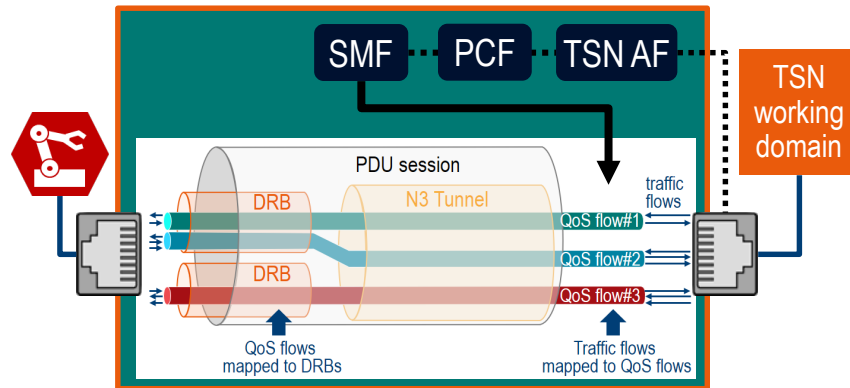 SMF
PCF
TSN AF
TSN
working
domain
PDU session
DRB
N3 Tunnel
traffic
flows
QoS flow#1
QoS flow#2
DRB
QoS flow#3
QoS flows
mapped to DRBs
Traffic flows
mapped to QoS flows